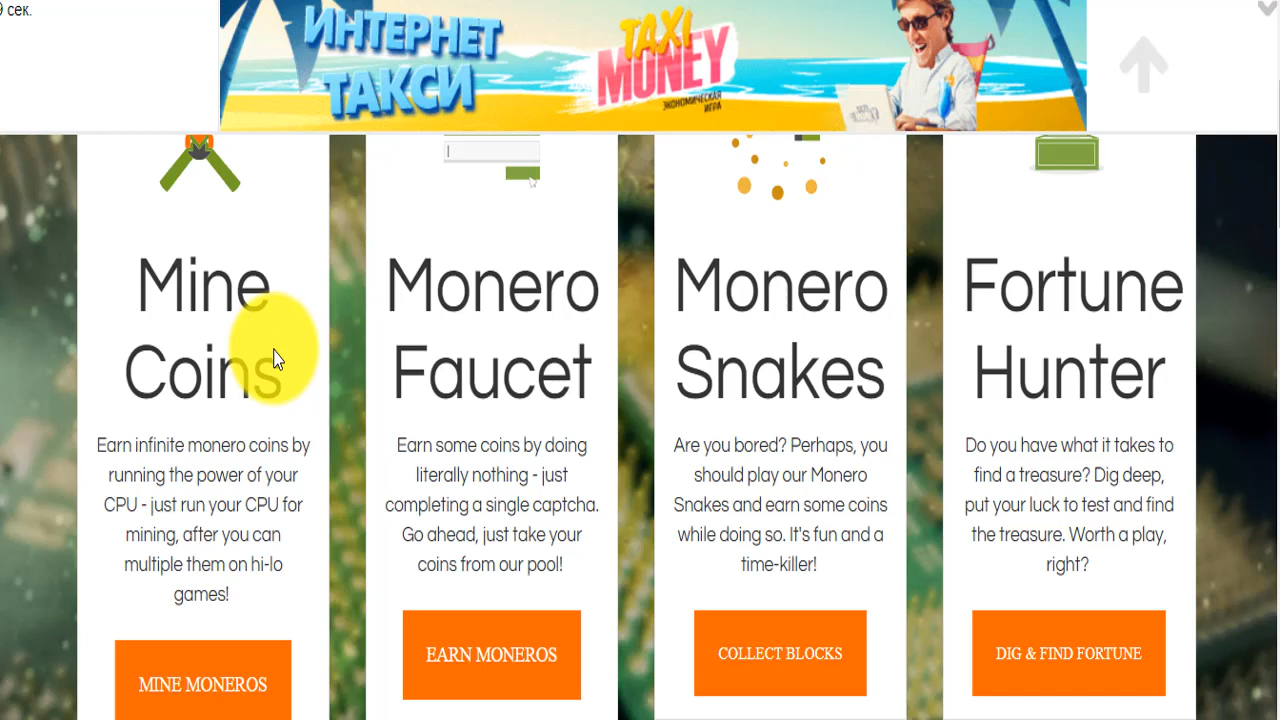 9 сек.
ИНТЕРНЕТ
ТАКСИ
TAXI
MONEY
ЭКОНОМИЧЕСКАЯ
ИГРА
Mine
Coins
Earn infinite monero coins by
running the power of your
CPU - just run your CPU for
mining, after you can
multiple them on hi-lo
games!
MINE MONEROS
Monero
Faucet
Earn some coins by doing
literally nothing - just
completing a single captcha.
Go ahead, just take your
coins from our pool!
EARN MONEROS
Monero
Snakes
Are you bored? Perhaps, you
should play our Monero
Snakes and earn some coins
while doing so. It's fun and a
time-killer!
COLLECT BLOCKS
Fortune
Hunter
Do you have what it takes to
find a treasure? Dig deep,
put your luck to test and find
the treasure. Worth a play,
right?
DIG & FIND FORTUNE